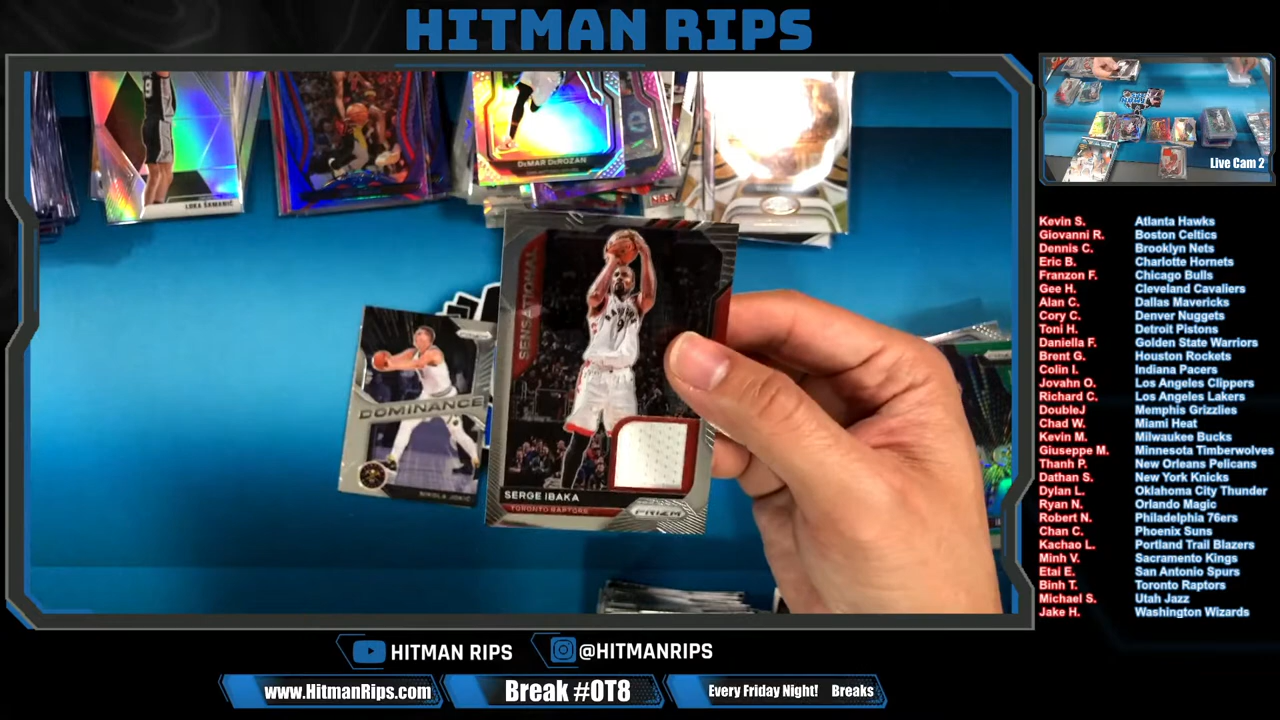 HITMAN RIPS
LUKA ŠAMANIĆ
DeMAR DeROZAN
NBA
SENSATIONAL
PRIZM
DOMINANCE
NIKOLA JOKIĆ
RAPTORS
9
SERGE IBAKA
TORONTO RAPTORS
PRIZM
Live Cam 2
Kevin S. Atlanta Hawks
Giovanni R. Boston Celtics
Dennis C. Brooklyn Nets
Eric B. Charlotte Hornets
Franzon F. Chicago Bulls
Gee H. Cleveland Cavaliers
Alan C. Dallas Mavericks
Cory C. Denver Nuggets
Toni H. Detroit Pistons
Daniella F. Golden State Warriors
Brent G. Houston Rockets
Colin I. Indiana Pacers
Jovahn O. Los Angeles Clippers
Richard C. Los Angeles Lakers
DoubleJ Memphis Grizzlies
Chad W. Miami Heat
Kevin M. Milwaukee Bucks
Giuseppe M. Minnesota Timberwolves
Thanh P. New Orleans Pelicans
Dathan S. New York Knicks
Dylan L. Oklahoma City Thunder
Ryan N. Orlando Magic
Robert N. Philadelphia 76ers
Chan C. Phoenix Suns
Kachao L. Portland Trail Blazers
Minh V. Sacramento Kings
Etai E. San Antonio Spurs
Binh T. Toronto Raptors
Michael S. Utah Jazz
Jake H. Washington Wizards
HITMAN RIPS
@HITMANRIPS
www.HitmanRips.com
Break #OT8
Every Friday Night! Breaks